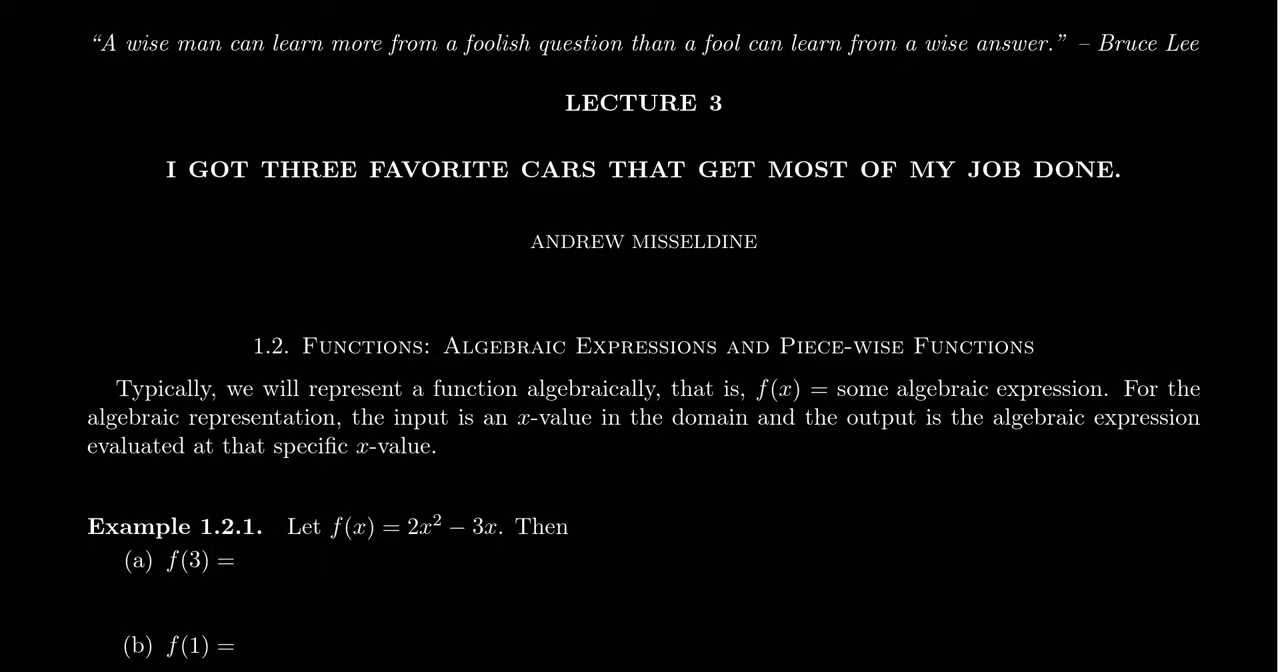 “A wise man can learn more from a foolish question than a fool can learn from a wise answer.” – Bruce Lee
LECTURE 3
I GOT THREE FAVORITE CARS THAT GET MOST OF MY JOB DONE.
ANDREW MISSELDINE
1.2. Functions: Algebraic Expressions and Piece-wise Functions
Typically, we will represent a function algebraically, that is, f(x) = some algebraic expression. For the
algebraic representation, the input is an x-value in the domain and the output is the algebraic expression
evaluated at that specific x-value.
Example 1.2.1. Let f(x) = 2x² − 3x. Then
(a) f(3) =
(b) f(1) =